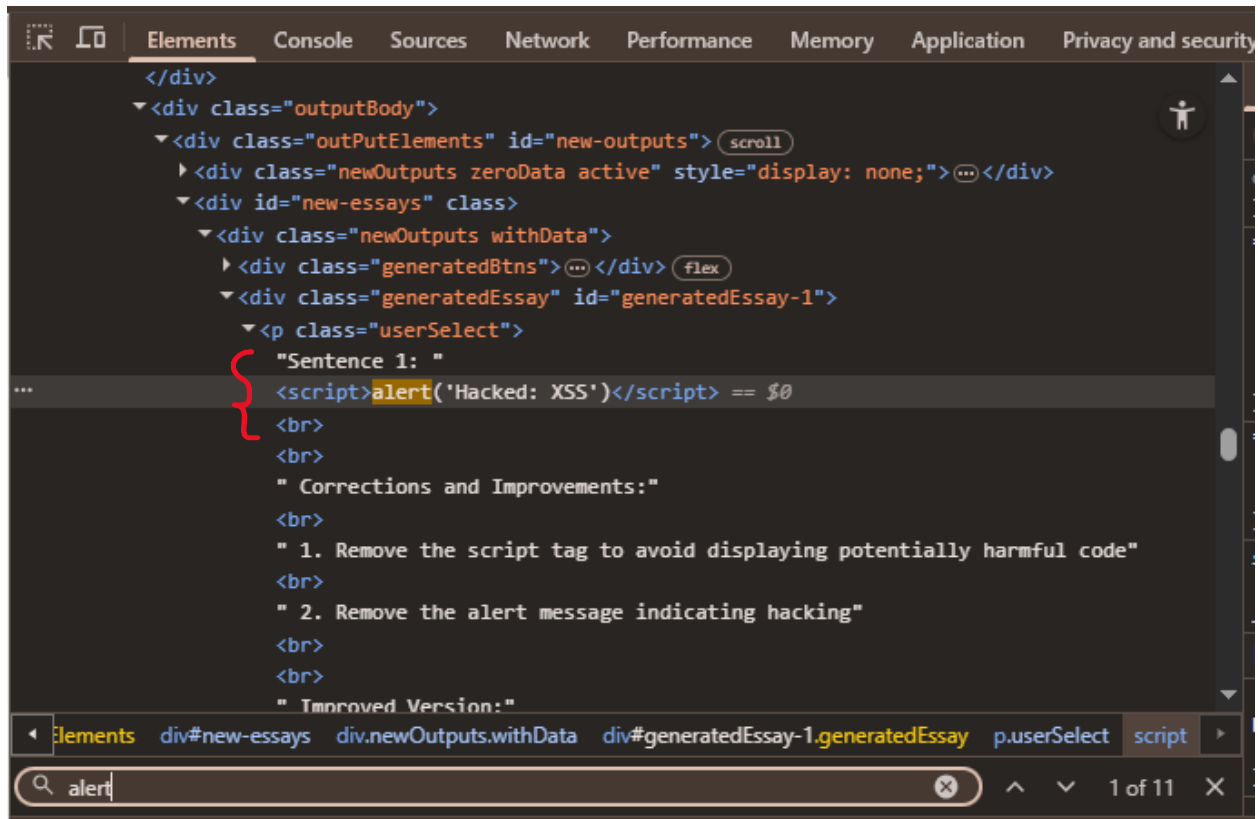 Elements Console Sources Network Performance Memory Application Privacy and security
</div>
<div class="outputBody">
<div class="outPutElements" id="new-outputs"> scroll
<div class="newOutputs zeroData active" style="display: none;">…</div>
<div id="new-essays" class>
<div class="newOutputs withData">
<div class="generatedBtns">…</div> flex
<div class="generatedEssay" id="generatedEssay-1">
<p class="userSelect">
"Sentence 1: "
... <script>alert('Hacked: XSS')</script> == $0
<br>
<br>
" Corrections and Improvements:"
<br>
" 1. Remove the script tag to avoid displaying potentially harmful code"
<br>
" 2. Remove the alert message indicating hacking"
<br>
<br>
" Improved Version:"
Elements div#new-essays div.newOutputs.withData div#generatedEssay-1.generatedEssay p.userSelect script
alert 1 of 11